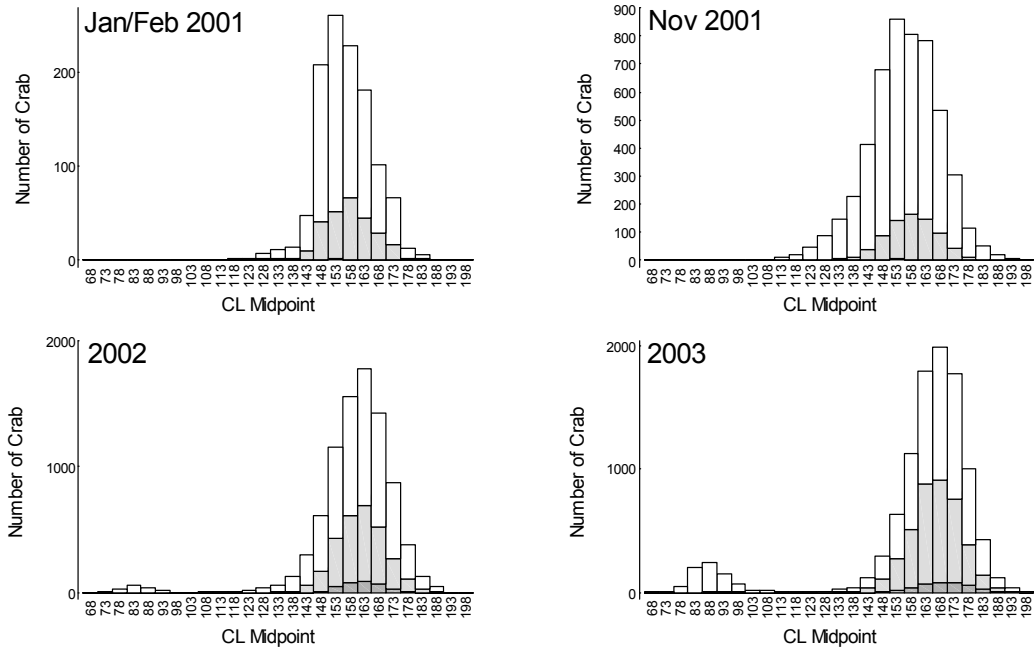 Jan/Feb 2001
Number of Crab
200
100
0
68 73 78 83 88 93 98 103 108 113 118 123 128 133 138 143 148 153 158 163 168 173 178 183 188 193 198
CL Midpoint
Nov 2001
Number of Crab
900
800
700
600
500
400
300
200
100
0
68 73 78 83 88 93 98 103 108 113 118 123 128 133 138 143 148 153 158 163 168 173 178 183 188 193 198
CL Midpoint
2002
Number of Crab
2000
1000
0
68 73 78 83 88 93 98 103 108 113 118 123 128 133 138 143 148 153 158 163 168 173 178 183 188 193 198
CL Midpoint
2003
Number of Crab
2000
1000
0
68 73 78 83 88 93 98 103 108 113 118 123 128 133 138 143 148 153 158 163 168 173 178 183 188 193 198
CL Midpoint